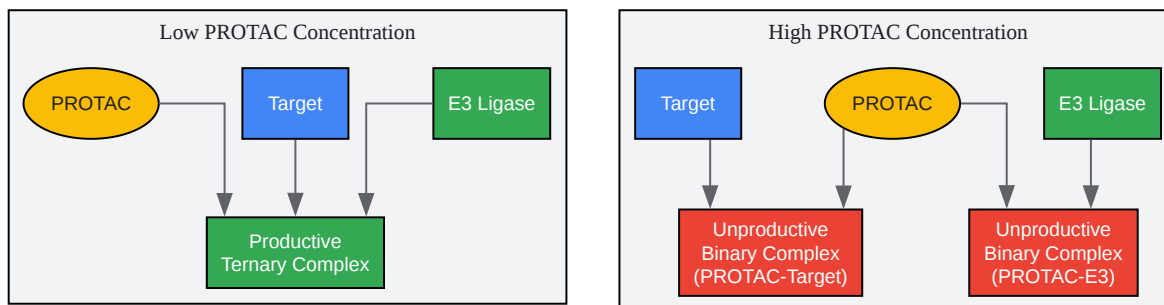 Low PROTAC Concentration
PROTAC
Target
E3 Ligase
Productive
Ternary Complex
High PROTAC Concentration
Target
PROTAC
E3 Ligase
Unproductive
Binary Complex
(PROTAC-Target)
Unproductive
Binary Complex
(PROTAC-E3)